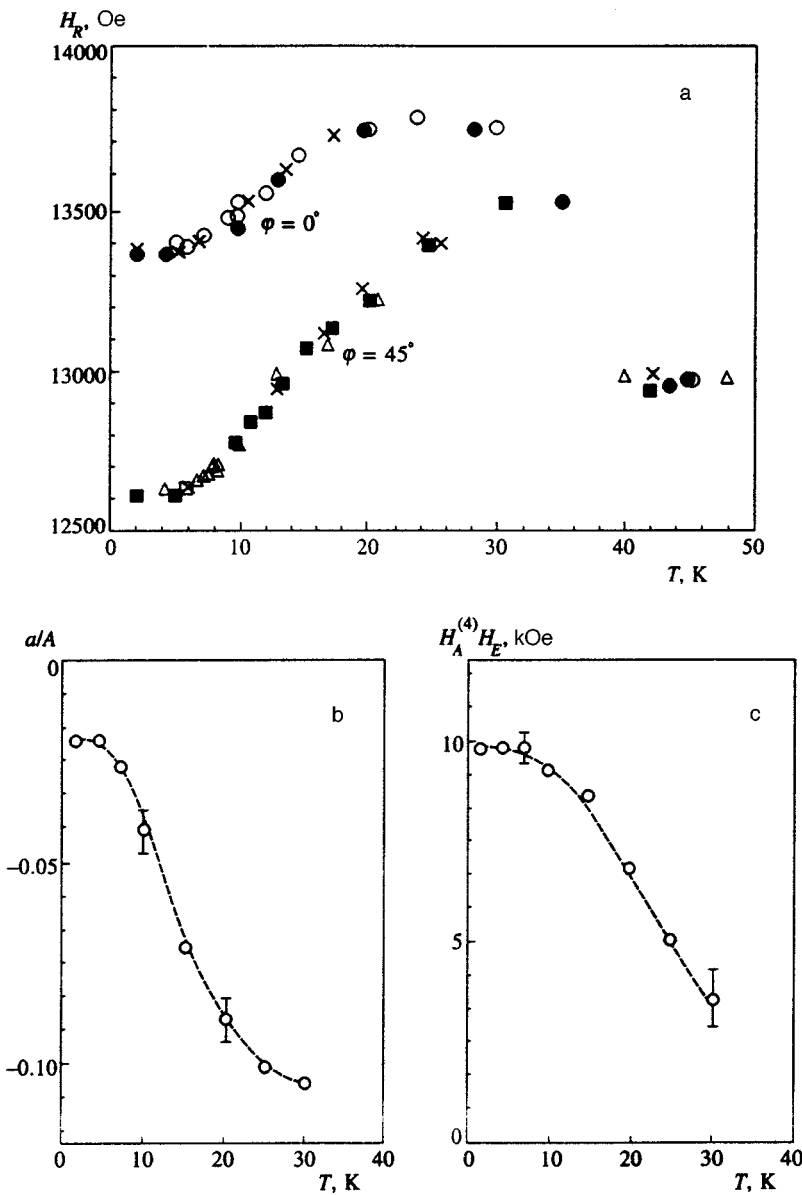 H_R, Oe
14000
a
13500
φ = 0°
φ = 45°
13000
12500
0 10 20 30 40 50
T, K
a/A
0
b
−0.05
−0.10
0 10 20 30 40
T, K
H_A^(4)H_E, kOe
c
10
5
0
0 10 20 30 40
T, K